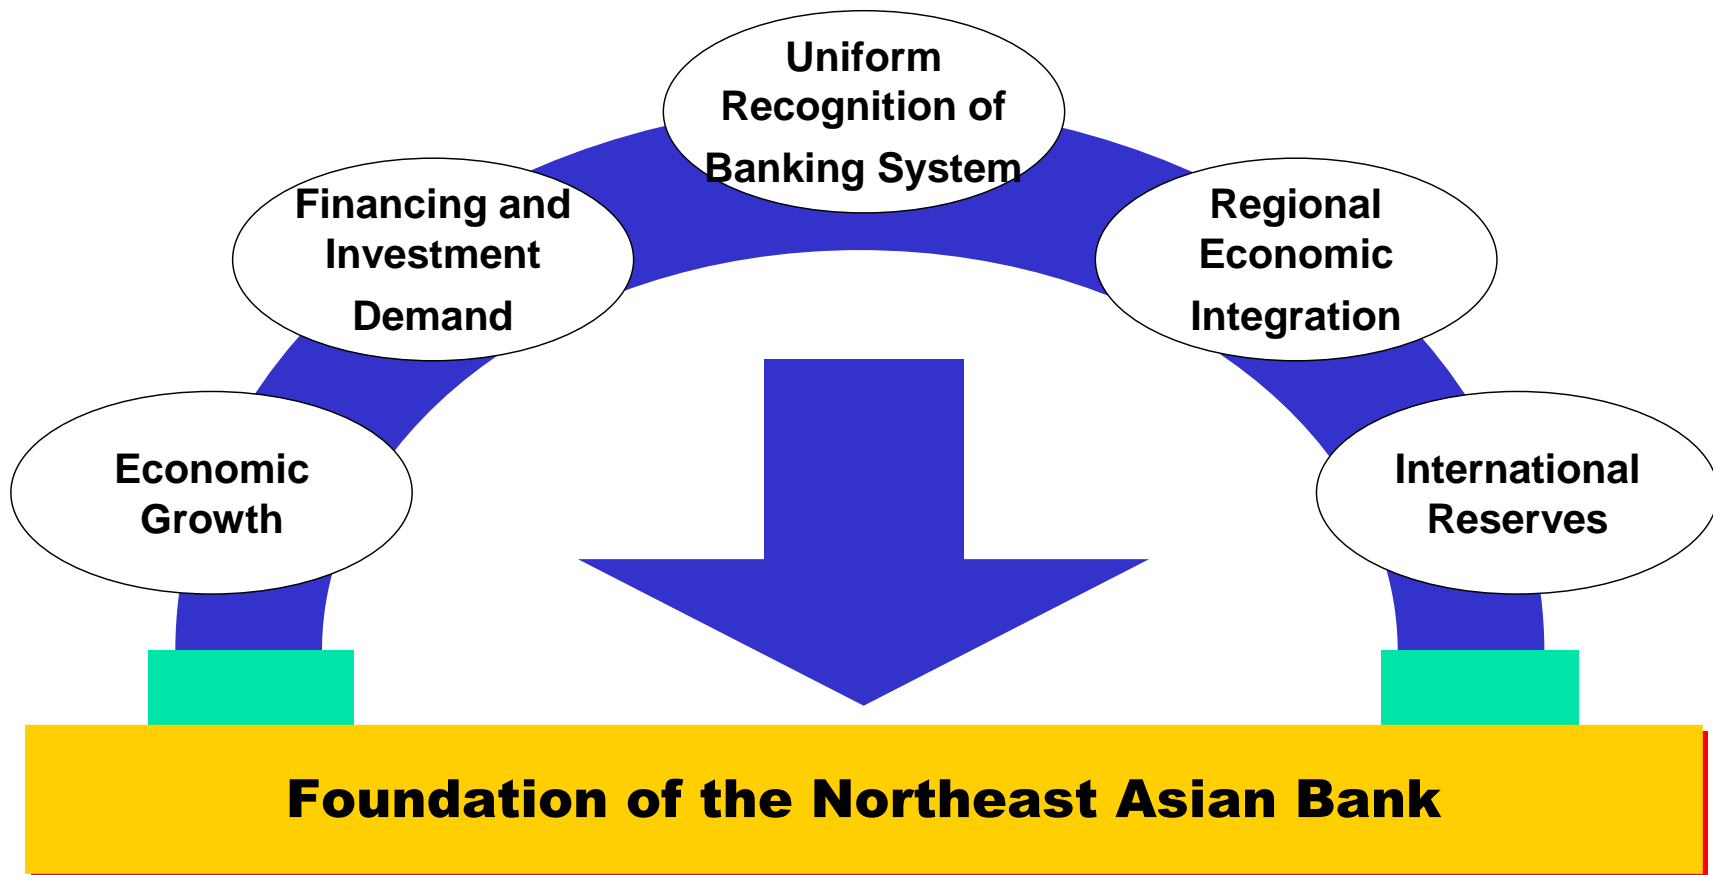 Uniform
Recognition of
Banking System
Financing and
Investment
Demand
Regional
Economic
Integration
Economic
Growth
International
Reserves
Foundation of the Northeast Asian Bank